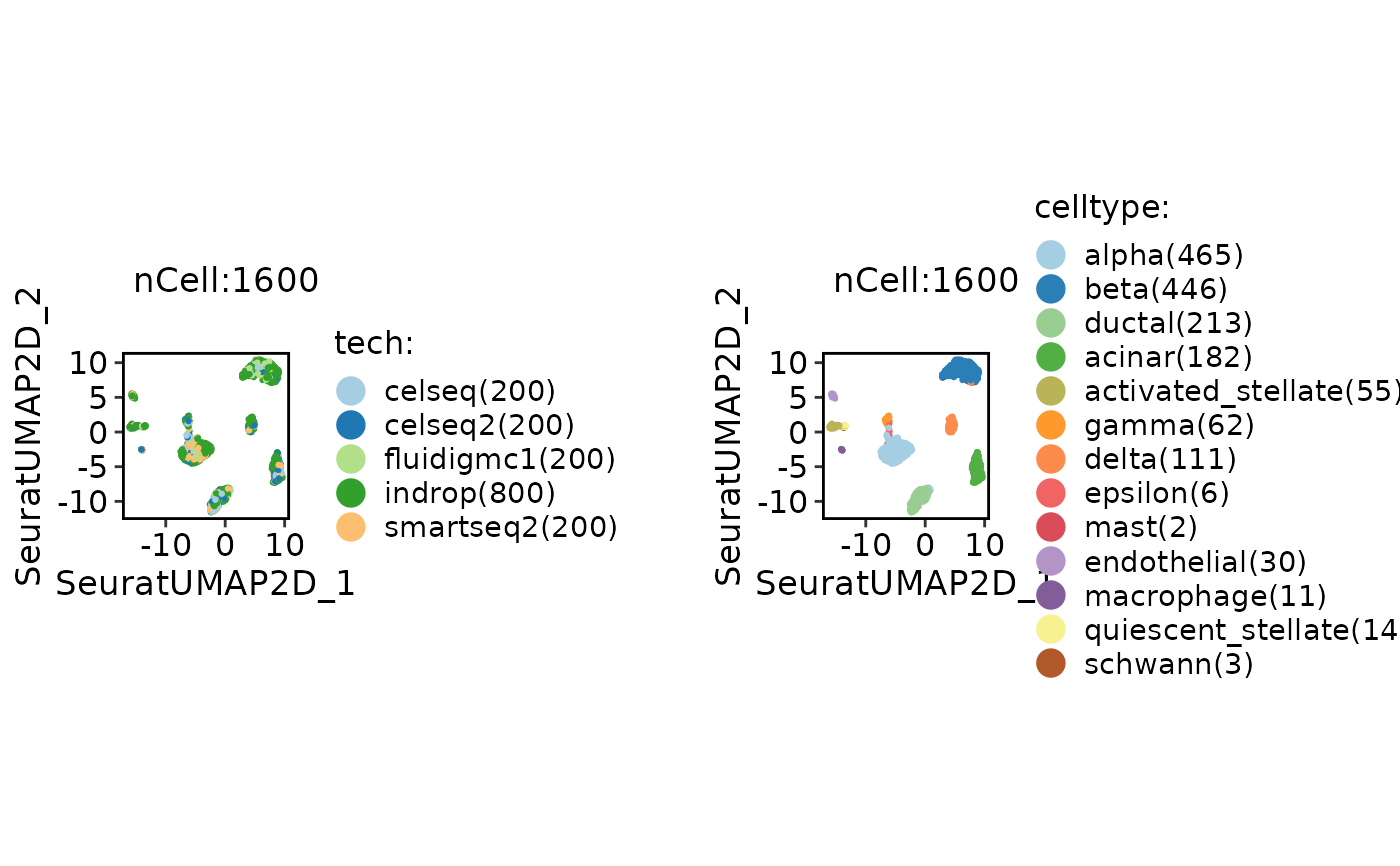 nCell:1600
SeuratUMAP2D_2
10
5
0
-5
-10
-10 0 10
SeuratUMAP2D_1
tech:
celseq(200)
celseq2(200)
fluidigmc1(200)
indrop(800)
smartseq2(200)
nCell:1600
SeuratUMAP2D_2
10
5
0
-5
-10
-10 0 10
SeuratUMAP2D_1
celltype:
alpha(465)
beta(446)
ductal(213)
acinar(182)
activated_stellate(55)
gamma(62)
delta(111)
epsilon(6)
mast(2)
endothelial(30)
macrophage(11)
quiescent_stellate(14
schwann(3)